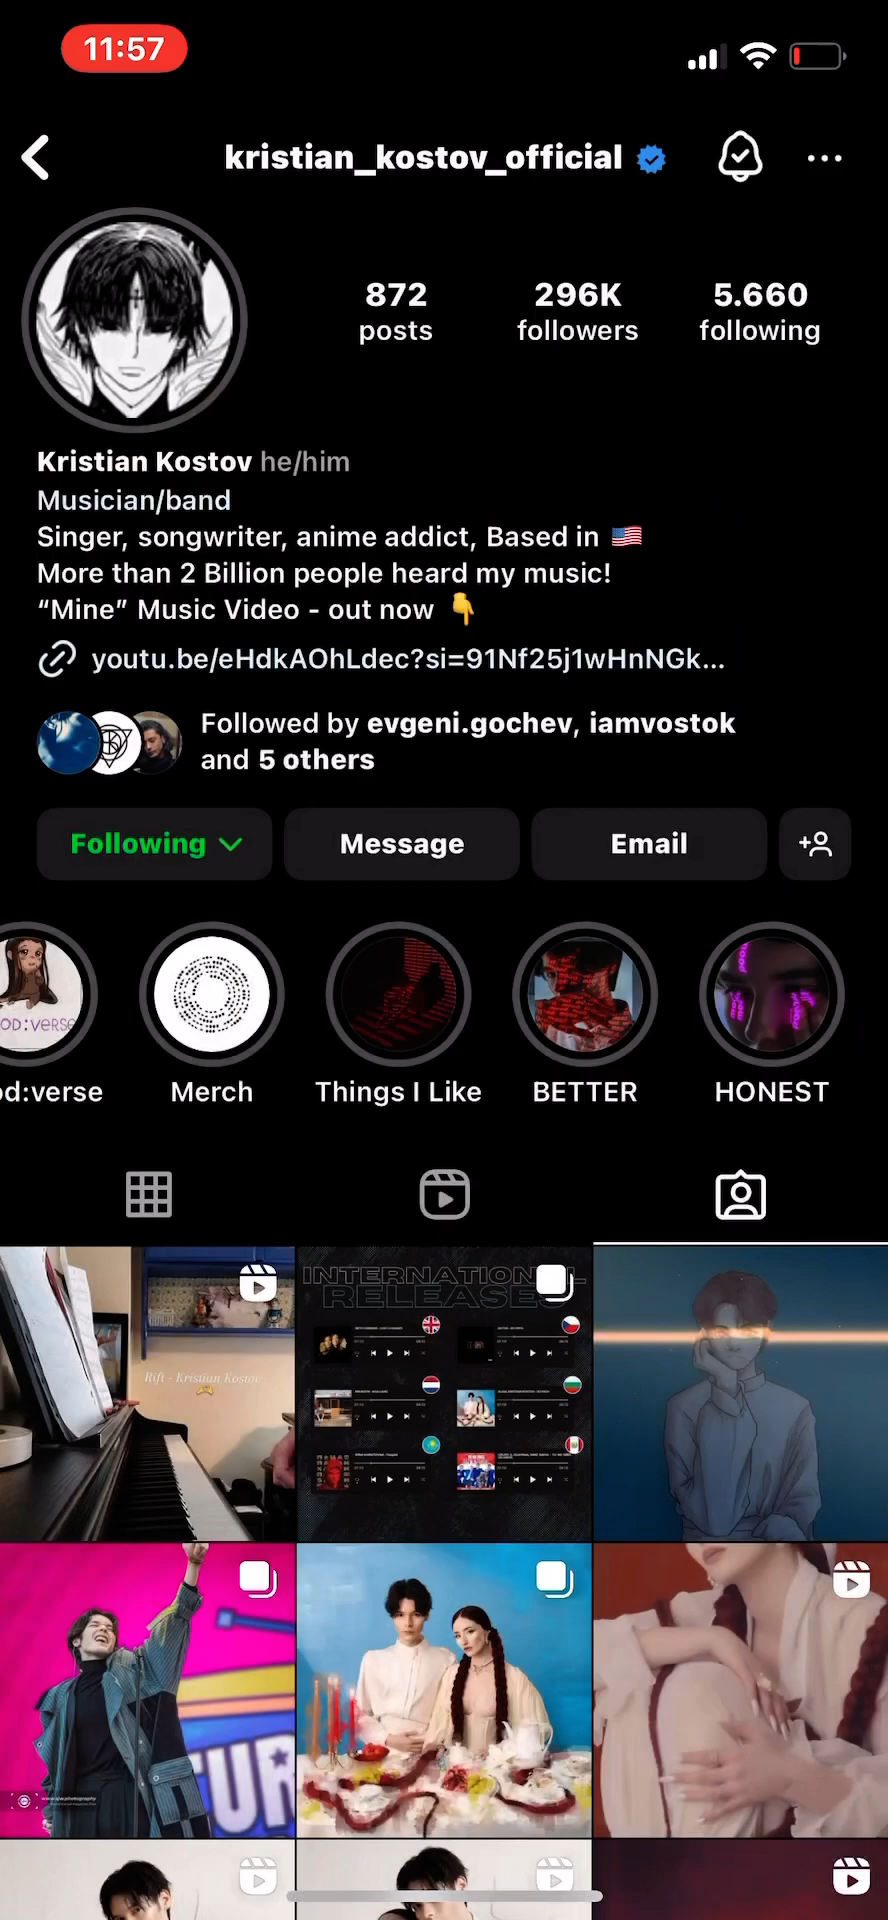 11:57
kristian_kostov_official
872
posts
296K
followers
5.660
following
Kristian Kostov he/him
Musician/band
Singer, songwriter, anime addict, Based in 🇺🇸
More than 2 Billion people heard my music!
“Mine” Music Video - out now 👇
youtu.be/eHdkAOhLdec?si=91Nf25j1wHnNGk...
Followed by evgeni.gochev, iamvostok
and 5 others
Following
Message
Email
OD:VERSE
od:verse
Merch
Things I Like
BETTER
HONEST
Rift - Kristian Kostov
INTERNATIONAL
RELEASES
TUR